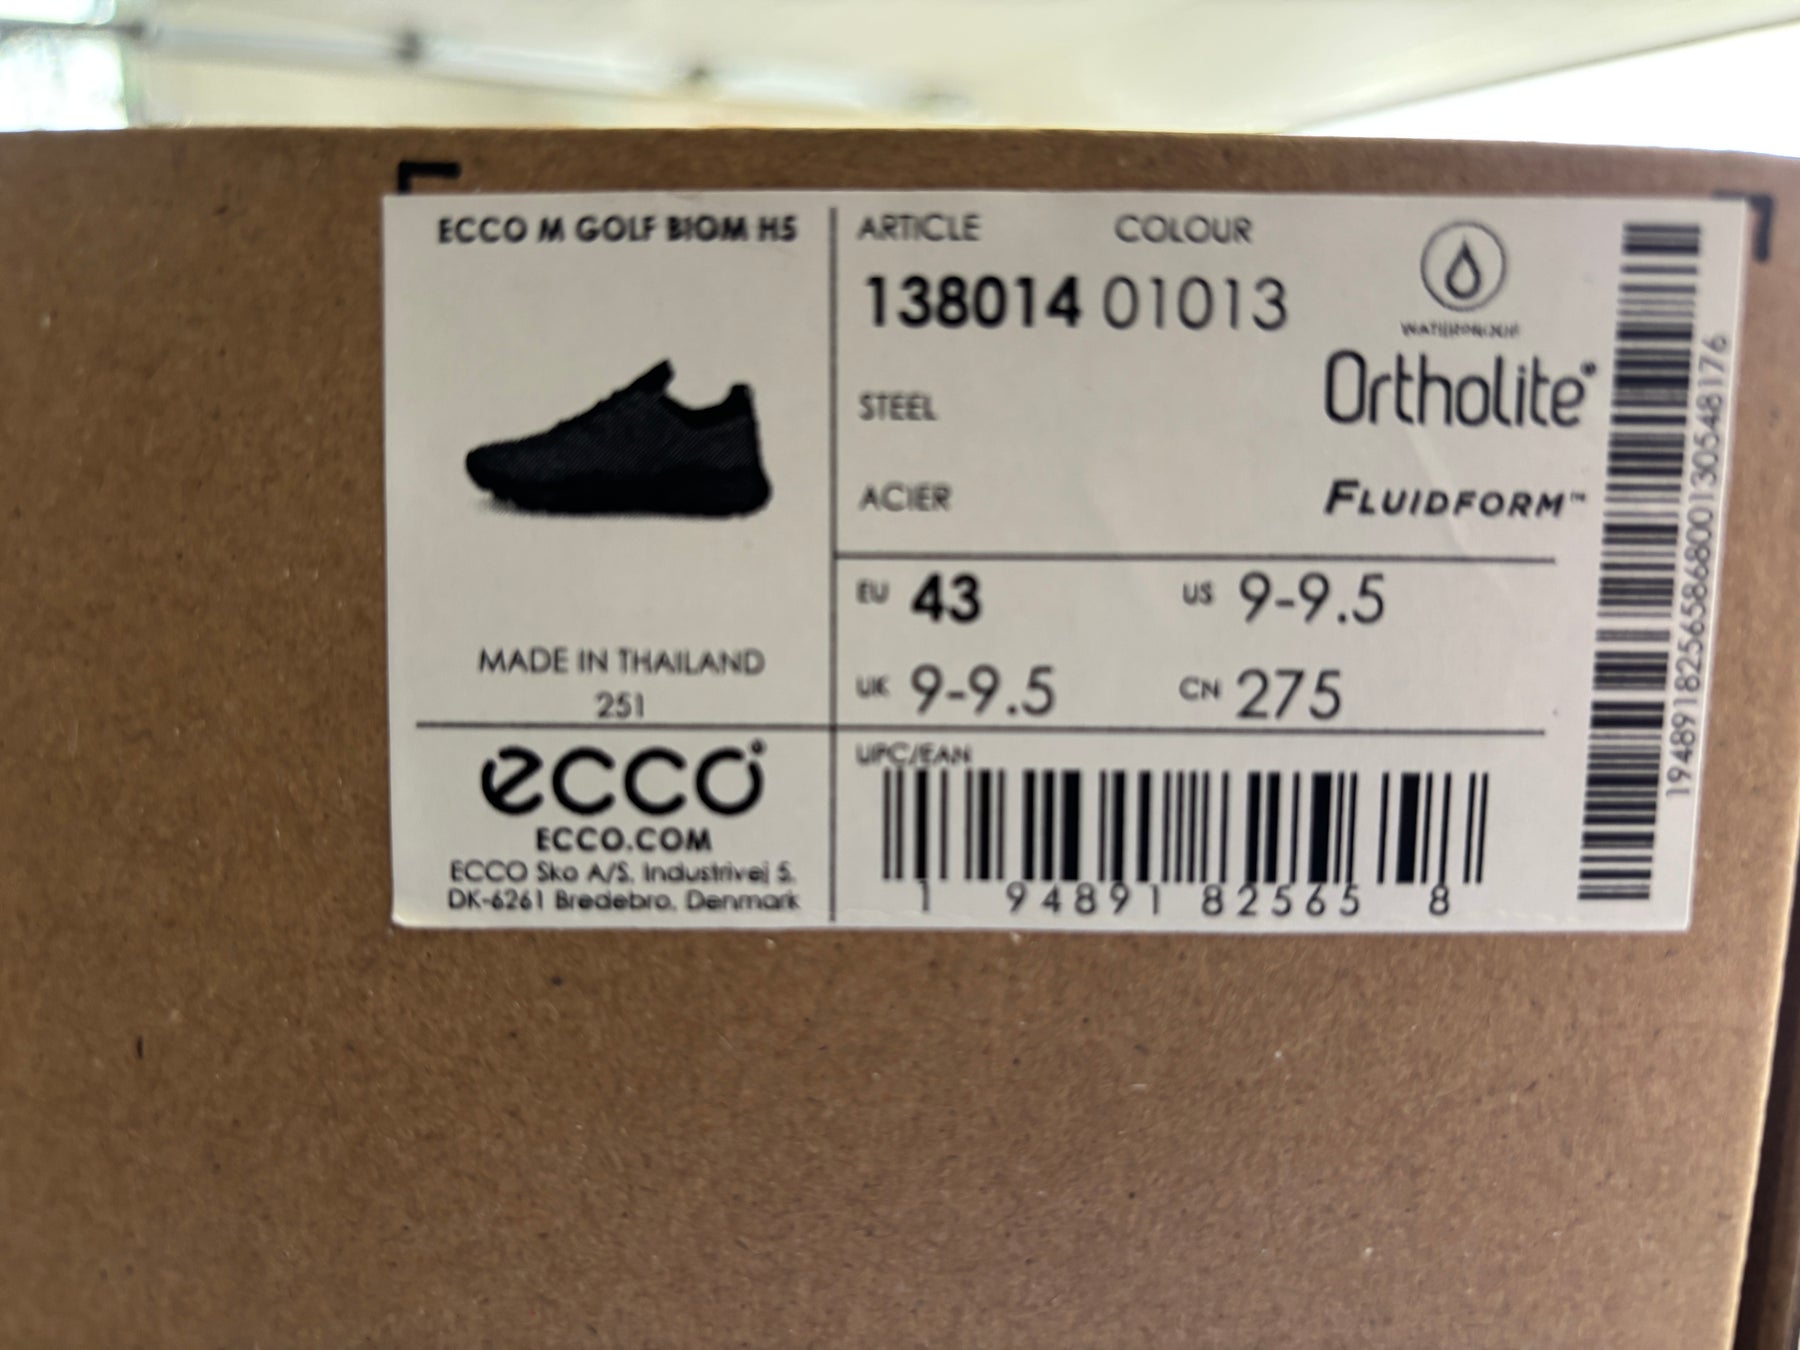 ECCO M GOLF BIOM H5
MADE IN THAILAND
251
ecco®
ECCO.COM
ECCO Sko A/S, Industrivej 5,
DK-6261 Bredebro, Denmark
ARTICLE COLOUR
138014 01013
STEEL
ACIER
WATERPROOF
Ortholite®
FLUIDFORM™
EU 43 US 9-9.5
UK 9-9.5 CN 275
UPC/EAN
1 94891 82565 8
1948918256586800130548176